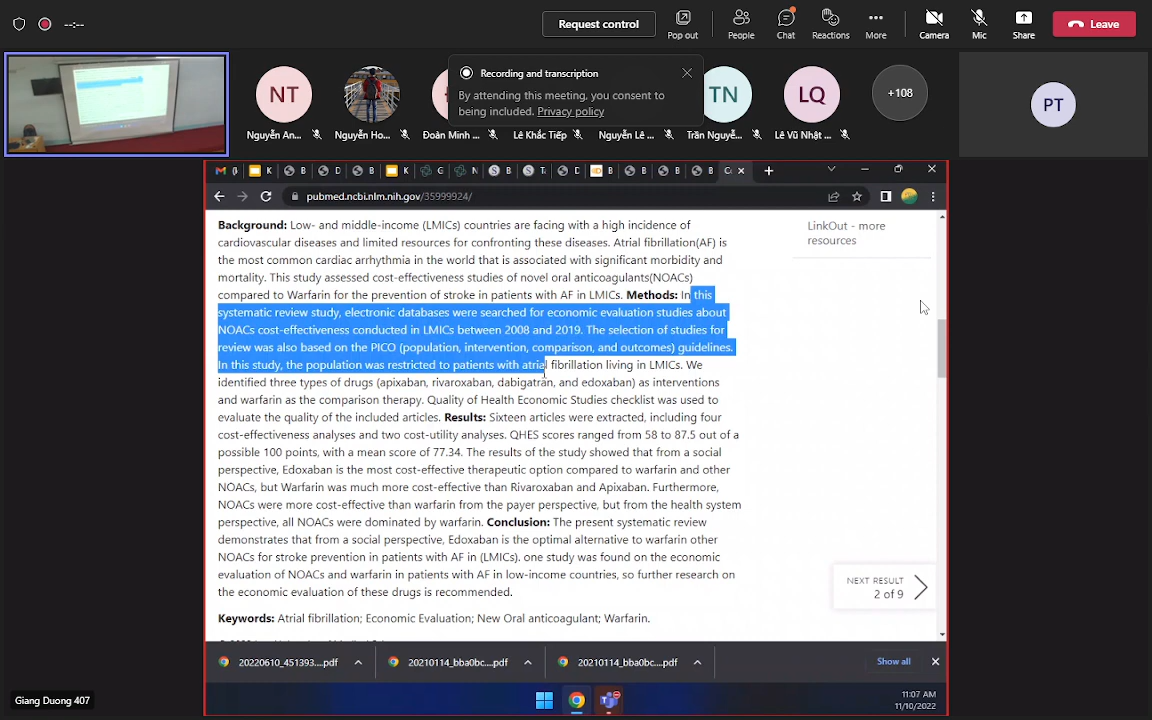 --:--
Request control
Pop out
People
Chat
Reactions
More
Camera
Mic
Share
Leave
Recording and transcription
By attending this meeting, you consent to
being included. Privacy policy
NT
TN
LQ
+108
PT
Nguyễn An...
Nguyễn Ho...
Đoàn Minh ...
Lê Khắc Tiếp
Nguyễn Lê ...
Trần Nguyễ...
Lê Vũ Nhật ...
pubmed.ncbi.nlm.nih.gov/35999924/
Background: Low- and middle-income (LMICs) countries are facing with a high incidence of
cardiovascular diseases and limited resources for confronting these diseases. Atrial fibrillation(AF) is
the most common cardiac arrhythmia in the world that is associated with significant morbidity and
mortality. This study assessed cost-effectiveness studies of novel oral anticoagulants(NOACs)
compared to Warfarin for the prevention of stroke in patients with AF in LMICs. Methods: In this
systematic review study, electronic databases were searched for economic evaluation studies about
NOACs cost-effectiveness conducted in LMICs between 2008 and 2019. The selection of studies for
review was also based on the PICO (population, intervention, comparison, and outcomes) guidelines.
In this study, the population was restricted to patients with atrial fibrillation living in LMICs. We
identified three types of drugs (apixaban, rivaroxaban, dabigatran, and edoxaban) as interventions
and warfarin as the comparison therapy. Quality of Health Economic Studies checklist was used to
evaluate the quality of the included articles. Results: Sixteen articles were extracted, including four
cost-effectiveness analyses and two cost-utility analyses. QHES scores ranged from 58 to 87.5 out of a
possible 100 points, with a mean score of 77.34. The results of the study showed that from a social
perspective, Edoxaban is the most cost-effective therapeutic option compared to warfarin and other
NOACs, but Warfarin was much more cost-effective than Rivaroxaban and Apixaban. Furthermore,
NOACs were more cost-effective than warfarin from the payer perspective, but from the health system
perspective, all NOACs were dominated by warfarin. Conclusion: The present systematic review
demonstrates that from a social perspective, Edoxaban is the optimal alternative to warfarin other
NOACs for stroke prevention in patients with AF in (LMICs). one study was found on the economic
evaluation of NOACs and warfarin in patients with AF in low-income countries, so further research on
the economic evaluation of these drugs is recommended.
Keywords: Atrial fibrillation; Economic Evaluation; New Oral anticoagulant; Warfarin.
LinkOut - more
resources
NEXT RESULT
2 of 9
20220610_451393....pdf
20210114_bba0bc....pdf
20210114_bba0bc....pdf
Show all
11:07 AM
11/10/2022
Giang Duong 407